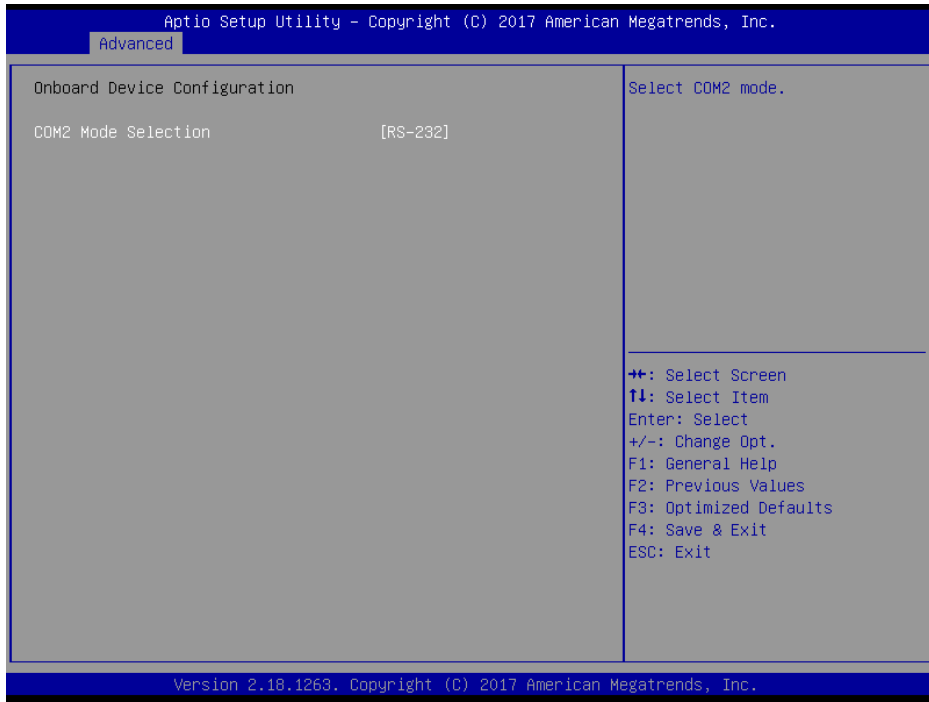 Aptio Setup Utility – Copyright (C) 2017 American Megatrends, Inc.
Advanced
Onboard Device Configuration
COM2 Mode Selection [RS-232]
Select COM2 mode.
→←: Select Screen
↑↓: Select Item
Enter: Select
+/-: Change Opt.
F1: General Help
F2: Previous Values
F3: Optimized Defaults
F4: Save & Exit
ESC: Exit
Version 2.18.1263. Copyright (C) 2017 American Megatrends, Inc.